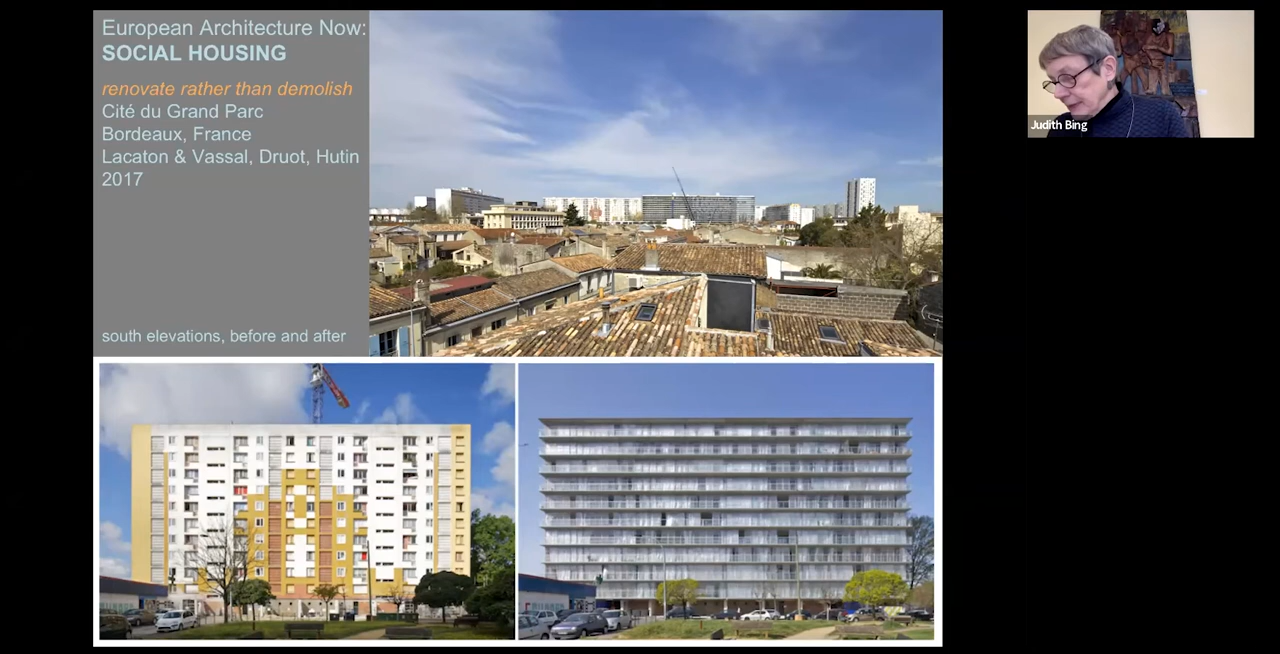 European Architecture Now:
SOCIAL HOUSING
renovate rather than demolish
Cité du Grand Parc
Bordeaux, France
Lacaton & Vassal, Druot, Hutin
2017
south elevations, before and after
Judith Bing